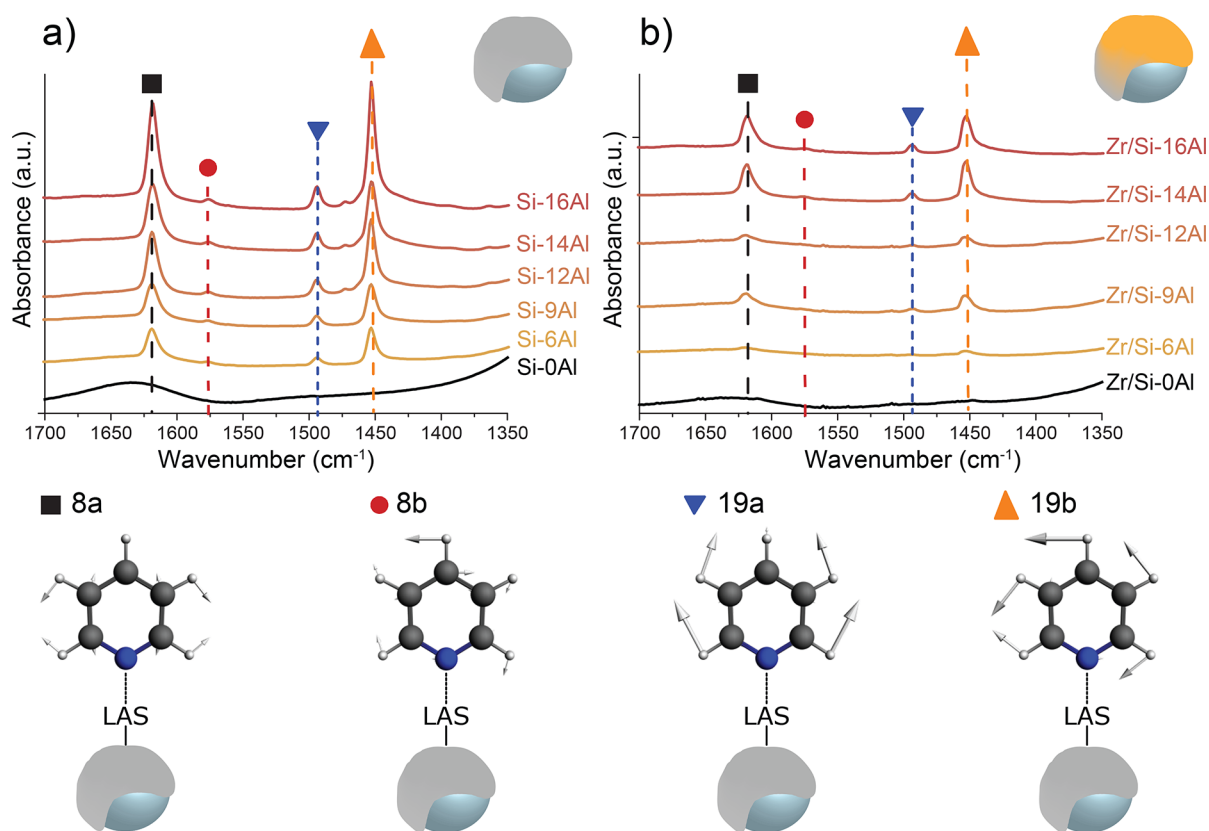 a)
Absorbance (a.u.)
Si-16Al
Si-14Al
Si-12Al
Si-9Al
Si-6Al
Si-0Al
1700 1650 1600 1550 1500 1450 1400 1350
Wavenumber (cm⁻¹)
b)
Absorbance (a.u.)
Zr/Si-16Al
Zr/Si-14Al
Zr/Si-12Al
Zr/Si-9Al
Zr/Si-6Al
Zr/Si-0Al
1700 1650 1600 1550 1500 1450 1400 1350
Wavenumber (cm⁻¹)
8a
8b
19a
19b
LAS
LAS
LAS
LAS